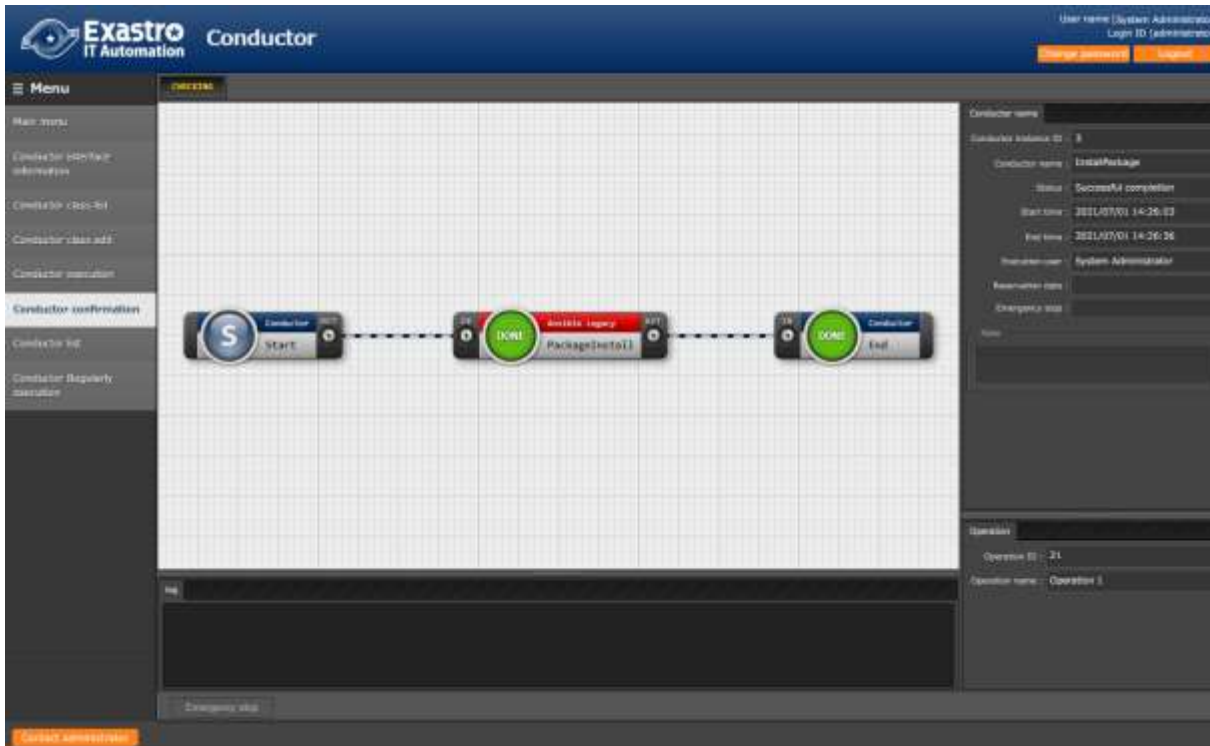 Exastro
IT Automation
Conductor
User name [System Administrator
Login ID [administrator
Change password
Logout
Menu
CHECKING
Main menu
Conductor interface
information
Conductor class list
Conductor class edit
Conductor execution
Conductor confirmation
Conductor list
Conductor Regularly
execution
S
Conductor
Start
OUT
IN
DONE
Ansible Legacy
PackageInstall
OUT
IN
DONE
Conductor
End
Conductor name
Conductor instance ID : 3
Conductor name : InstallPackage
Status : Successful completion
Start time : 2021/07/01 14:26:03
End time : 2021/07/01 14:26:36
Execution user : System Administrator
Reservation date :
Emergency stop :
Note
Operation
Operation ID : 21
Operation name : Operation 1
log
Emergency stop
Contact administrator